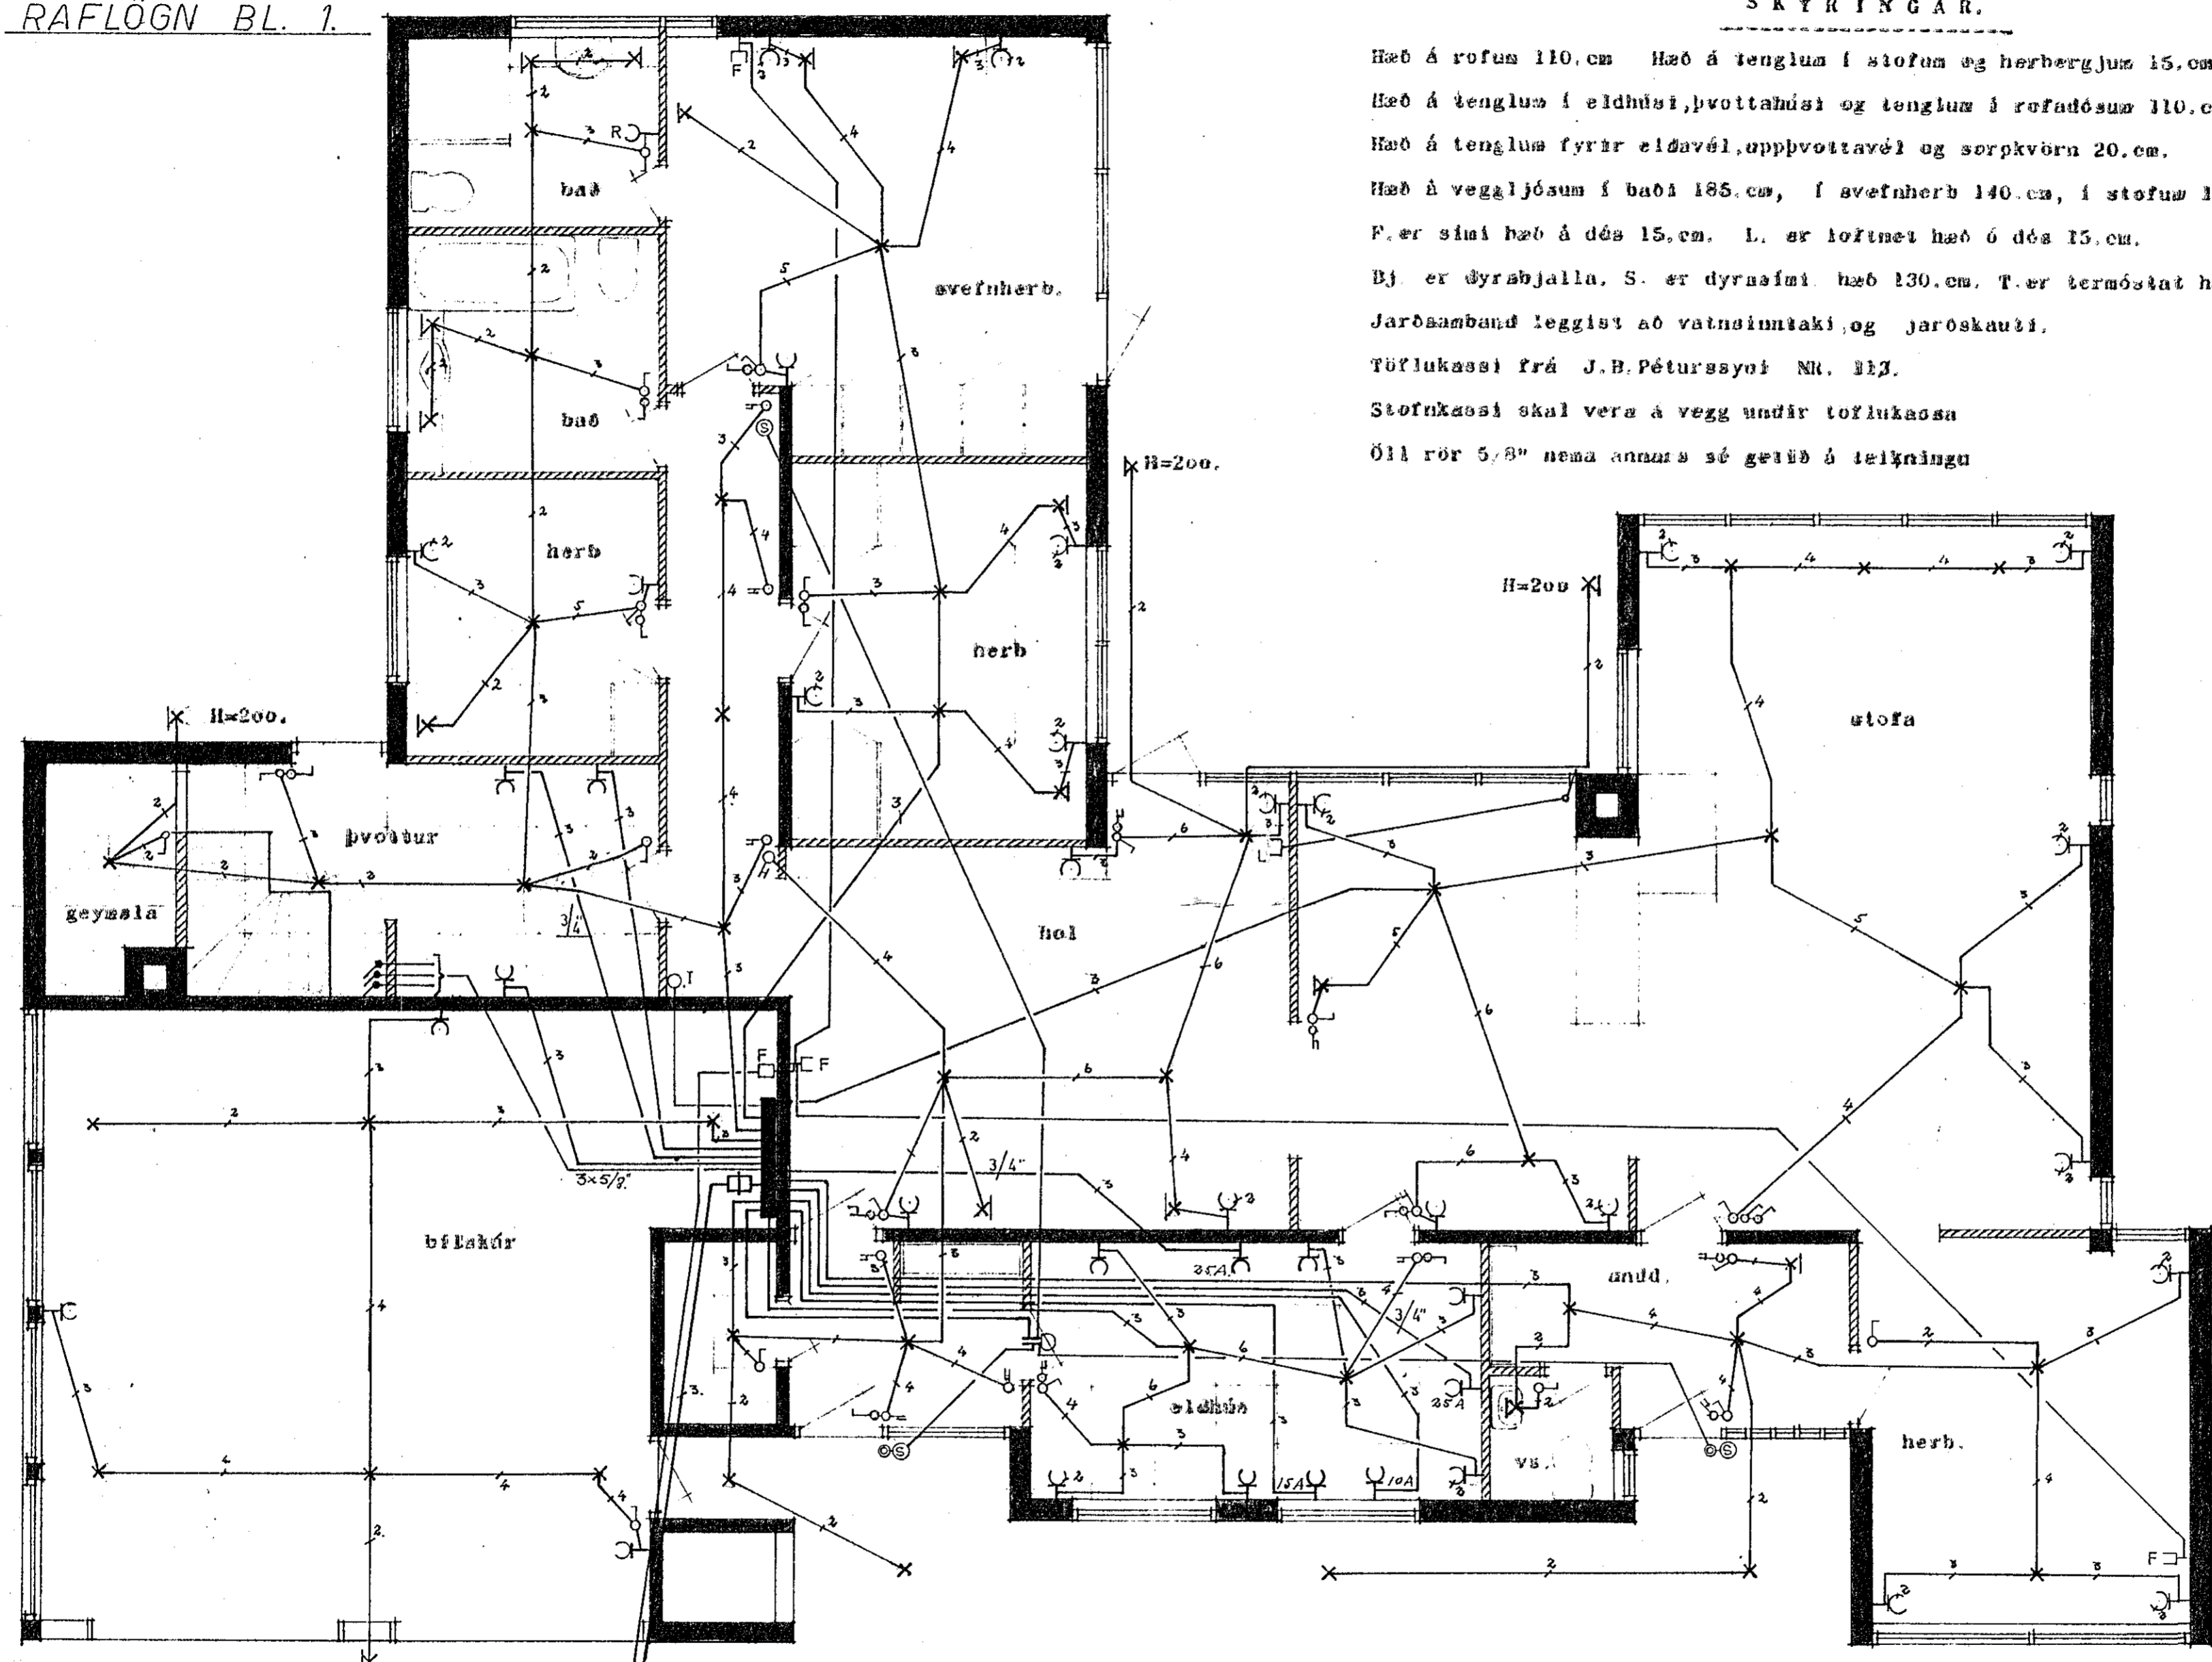 RAFLÖGN BL. 1.
SKÝRINGAR.
Hæð á rofum 110.cm Hæð á tenglum í stofum og herbergjum 15.cm
Hæð á tenglum í eldhúsi,þvottahúsi og tenglum í rofadósum 110.c
Hæð á tenglum fyrir eldavél,uppþvottavél og sorpkvörn 20.cm.
Hæð á veggljósum í baði 185.cm, í svefnherb 140.cm, í stofum 1
F.er sími hæð á dós 15.cm. L. er loftnet hæð ó dós 15.cm.
Bj. er dyrabjalla. S. er dyrasími hæð 130.cm. T.er termóstat h
Jarðsamband leggist að vatnsinntaki,og jarðskauti.
Töflukassi frá J.B.Péturssyni NR. 113.
Stofnkassi skal vera á vegg undir töflukassa
Öll rör 5/8" nema annars sé getið á teikningu
bað
svefnherb.
bað
H=200.
herb
H=200
herb
stofa
H=200.
þvottur
geymsla
3/4"
hol
3×5/8"
3/4"
bílskúr
25A.
andd.
3/4"
25A
eldhús
vs.
herb.
15A
10A